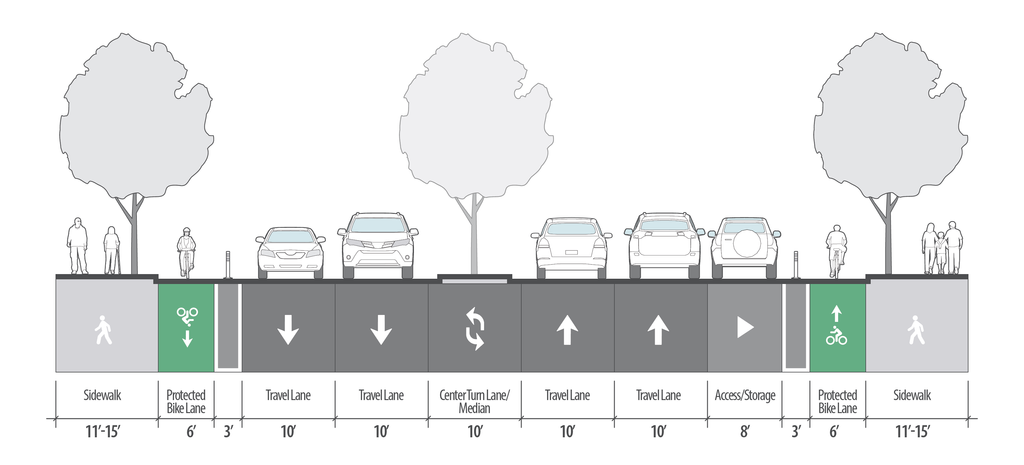 Sidewalk
Protected
Bike Lane
Travel Lane
Travel Lane
Center Turn Lane/
Median
Travel Lane
Travel Lane
Access/Storage
Protected
Bike Lane
Sidewalk
11'-15'
6'
3'
10'
10'
10'
10'
10'
8'
3'
6'
11'-15'